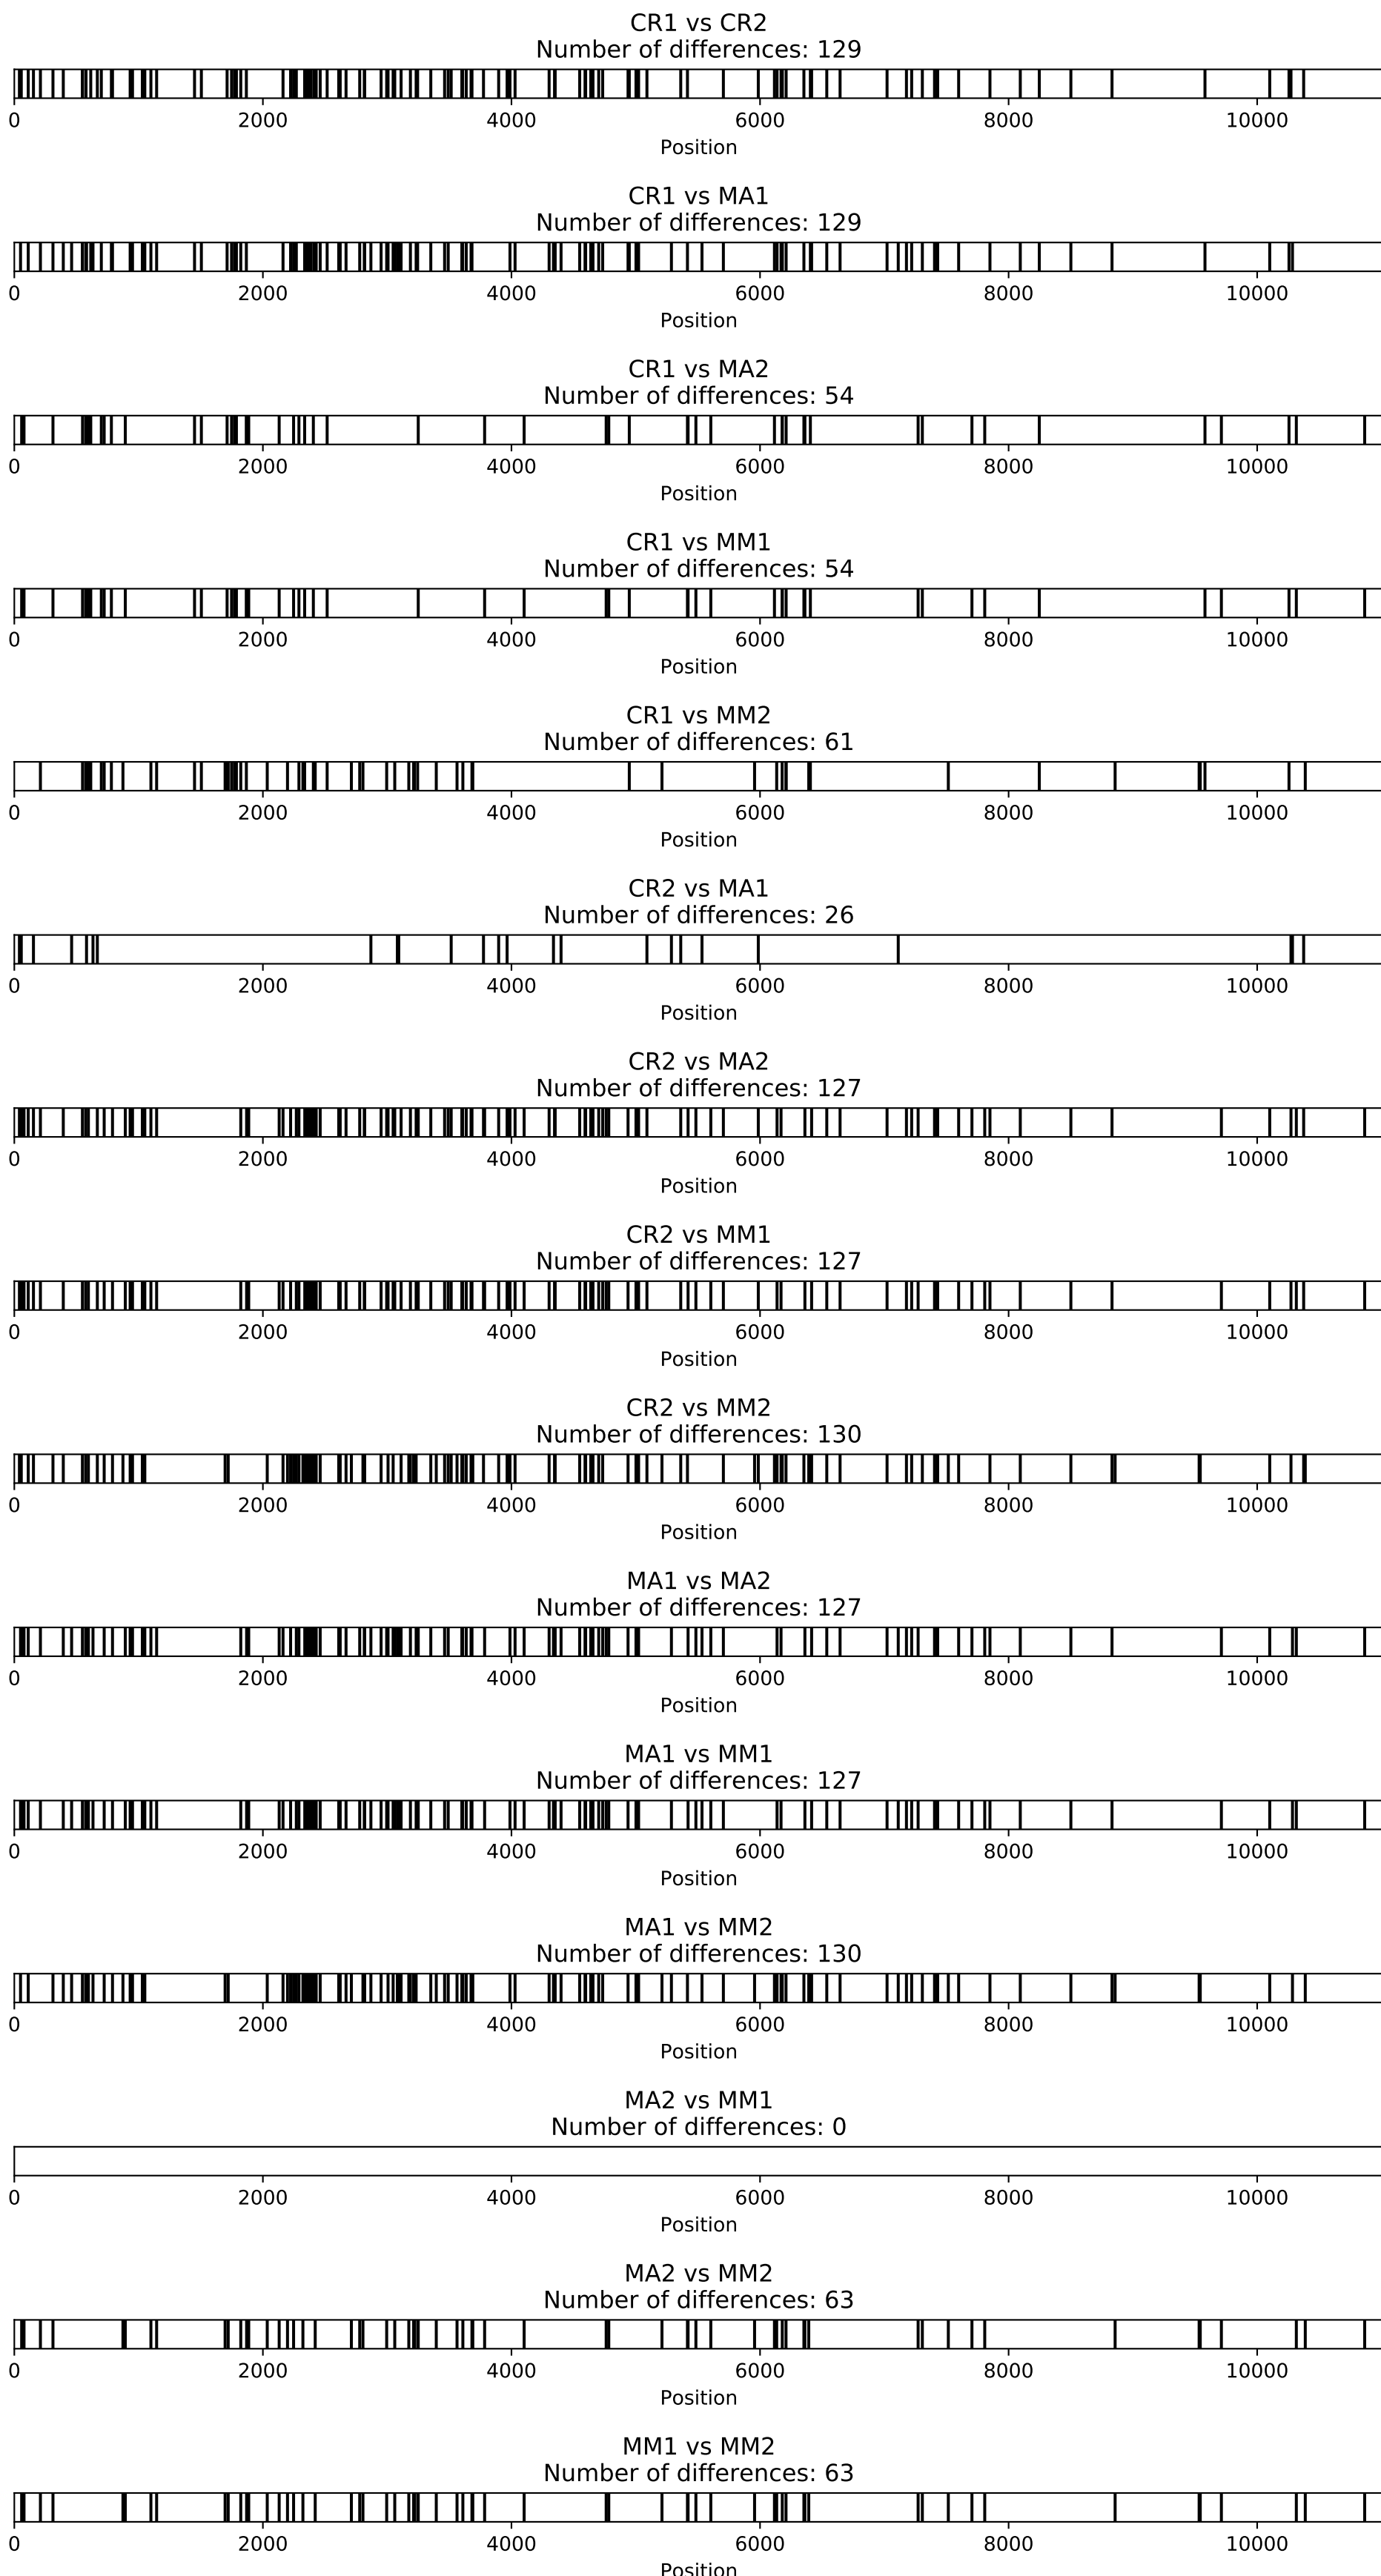 CR1 vs CR2
Number of differences: 129
0 2000 4000 6000 8000 10000
Position
CR1 vs MA1
Number of differences: 129
0 2000 4000 6000 8000 10000
Position
CR1 vs MA2
Number of differences: 54
0 2000 4000 6000 8000 10000
Position
CR1 vs MM1
Number of differences: 54
0 2000 4000 6000 8000 10000
Position
CR1 vs MM2
Number of differences: 61
0 2000 4000 6000 8000 10000
Position
CR2 vs MA1
Number of differences: 26
0 2000 4000 6000 8000 10000
Position
CR2 vs MA2
Number of differences: 127
0 2000 4000 6000 8000 10000
Position
CR2 vs MM1
Number of differences: 127
0 2000 4000 6000 8000 10000
Position
CR2 vs MM2
Number of differences: 130
0 2000 4000 6000 8000 10000
Position
MA1 vs MA2
Number of differences: 127
0 2000 4000 6000 8000 10000
Position
MA1 vs MM1
Number of differences: 127
0 2000 4000 6000 8000 10000
Position
MA1 vs MM2
Number of differences: 130
0 2000 4000 6000 8000 10000
Position
MA2 vs MM1
Number of differences: 0
0 2000 4000 6000 8000 10000
Position
MA2 vs MM2
Number of differences: 63
0 2000 4000 6000 8000 10000
Position
MM1 vs MM2
Number of differences: 63
0 2000 4000 6000 8000 10000
Position